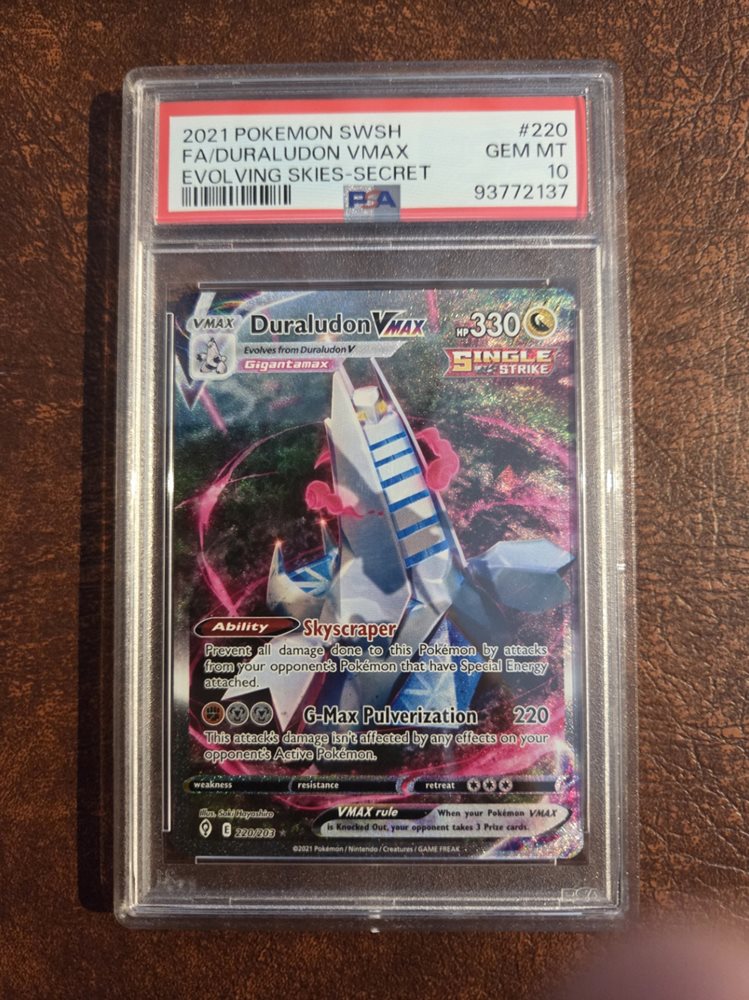 2021 POKEMON SWSH #220
FA/DURALUDON VMAX GEM MT
EVOLVING SKIES-SECRET 10
PSA 93772137
VMAX Duraludon VMAX HP 330
Evolves from Duraludon V
Gigantamax
SINGLE
STRIKE
Ability Skyscraper
Prevent all damage done to this Pokémon by attacks
from your opponent's Pokémon that have Special Energy
attached.
G-Max Pulverization 220
This attack's damage isn't affected by any effects on your
opponent's Active Pokémon.
weakness resistance retreat
Illus. Saki Hayashiro
VMAX rule When your Pokémon VMAX
is Knocked Out, your opponent takes 3 Prize cards.
E 220/203
©2021 Pokémon / Nintendo / Creatures / GAME FREAK
PSA